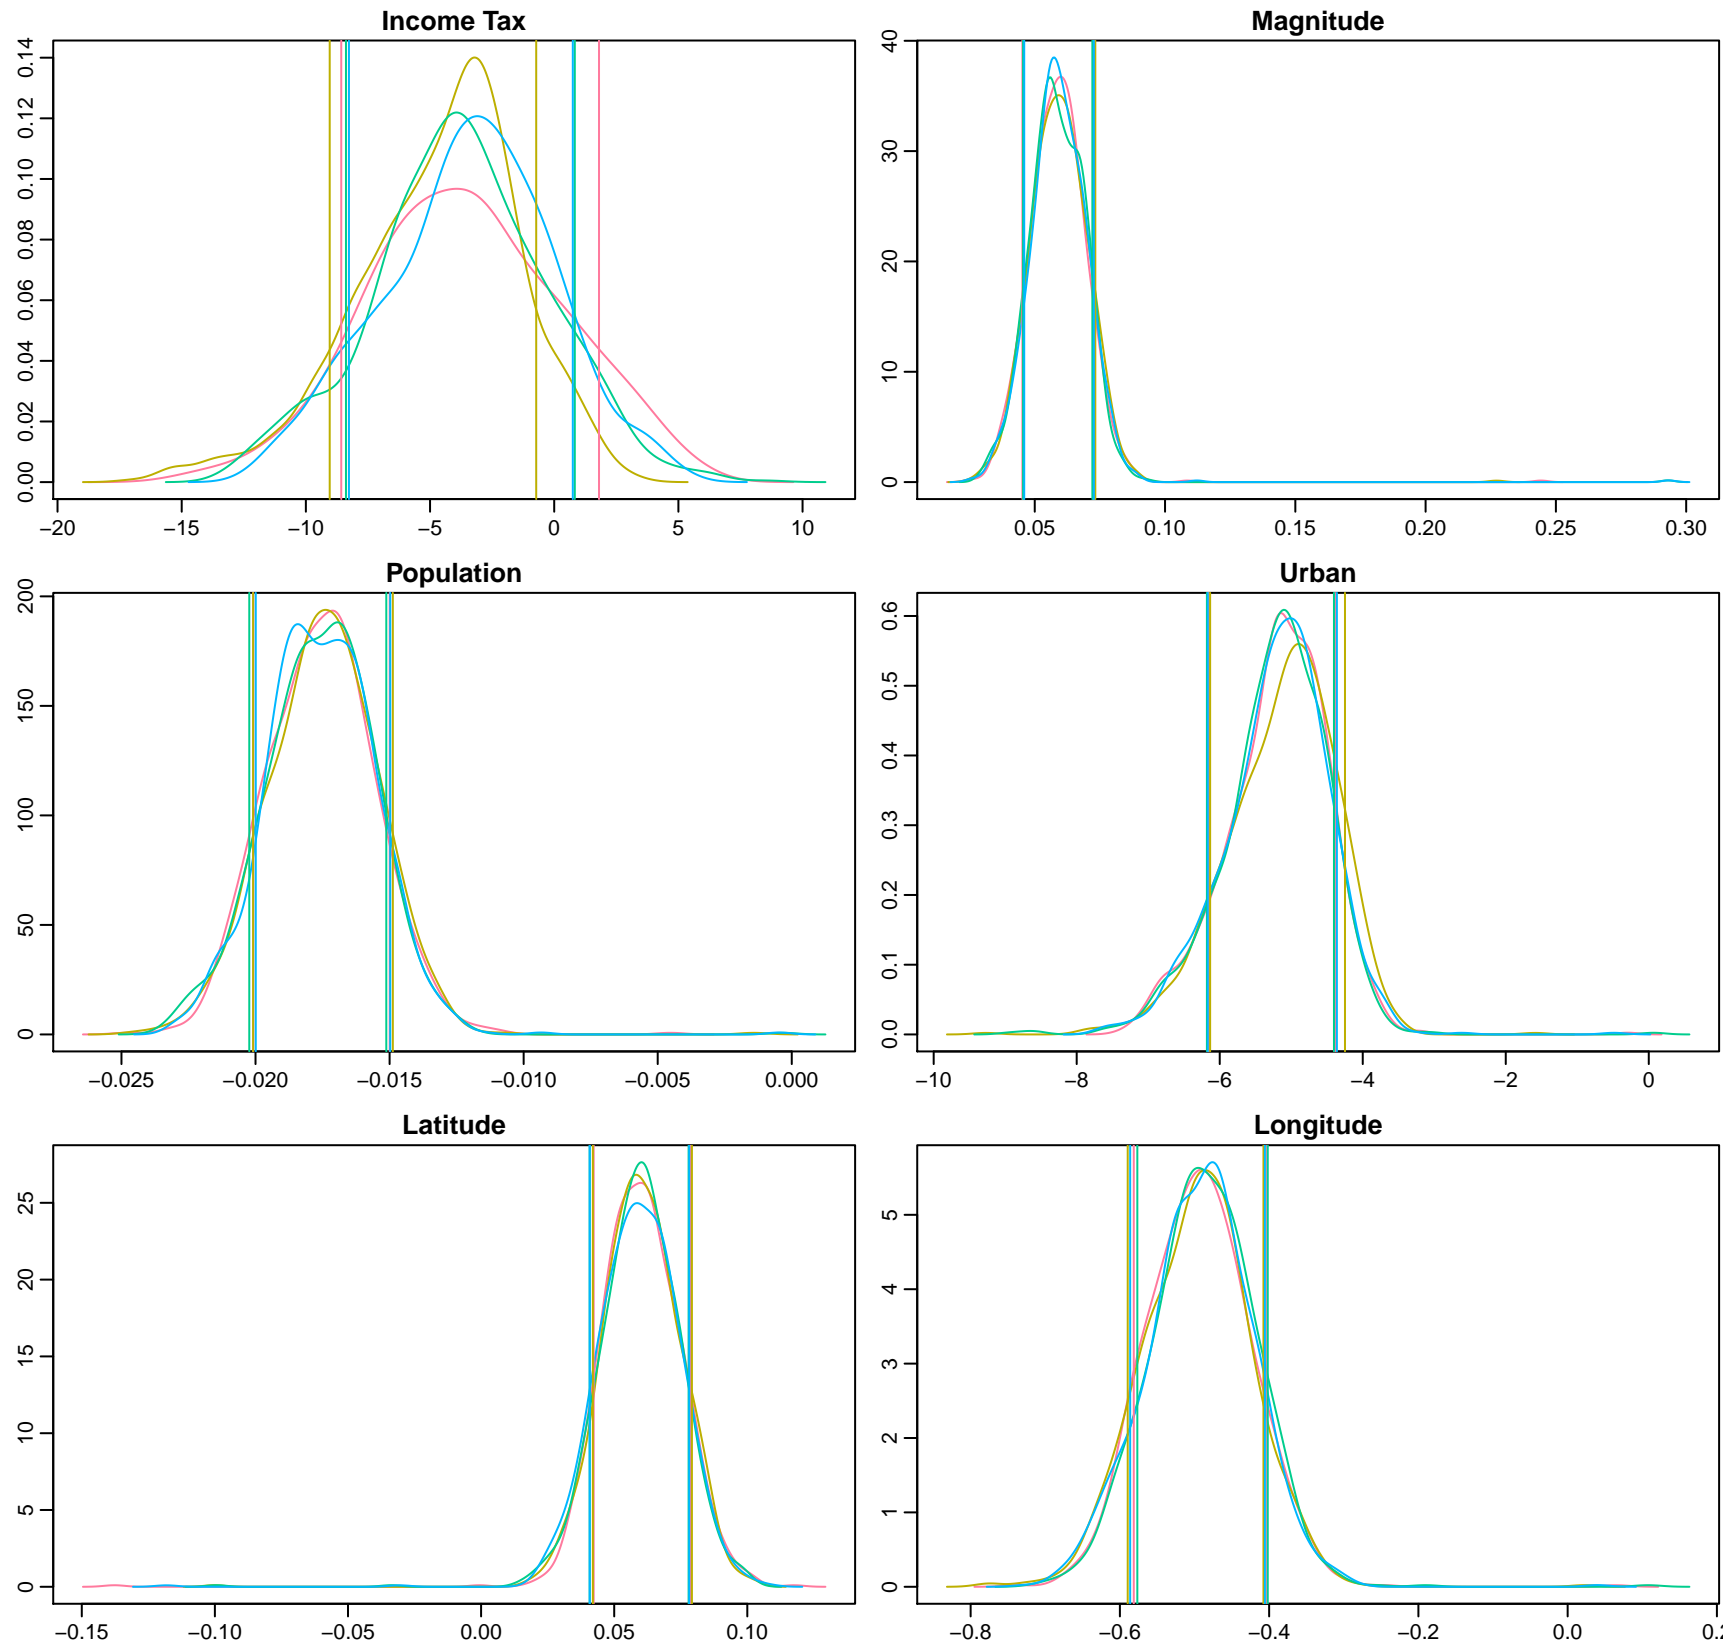 Income Tax
0.00 0.02 0.04 0.06 0.08 0.10 0.12 0.14
−20 −15 −10 −5 0 5 10
Magnitude
0 10 20 30 40
0.05 0.10 0.15 0.20 0.25 0.30
Population
0 50 100 150 200
−0.025 −0.020 −0.015 −0.010 −0.005 0.000
Urban
0.0 0.1 0.2 0.3 0.4 0.5 0.6
−10 −8 −6 −4 −2 0
Latitude
0 5 10 15 20 25
−0.15 −0.10 −0.05 0.00 0.05 0.10
Longitude
0 1 2 3 4 5
−0.8 −0.6 −0.4 −0.2 0.0